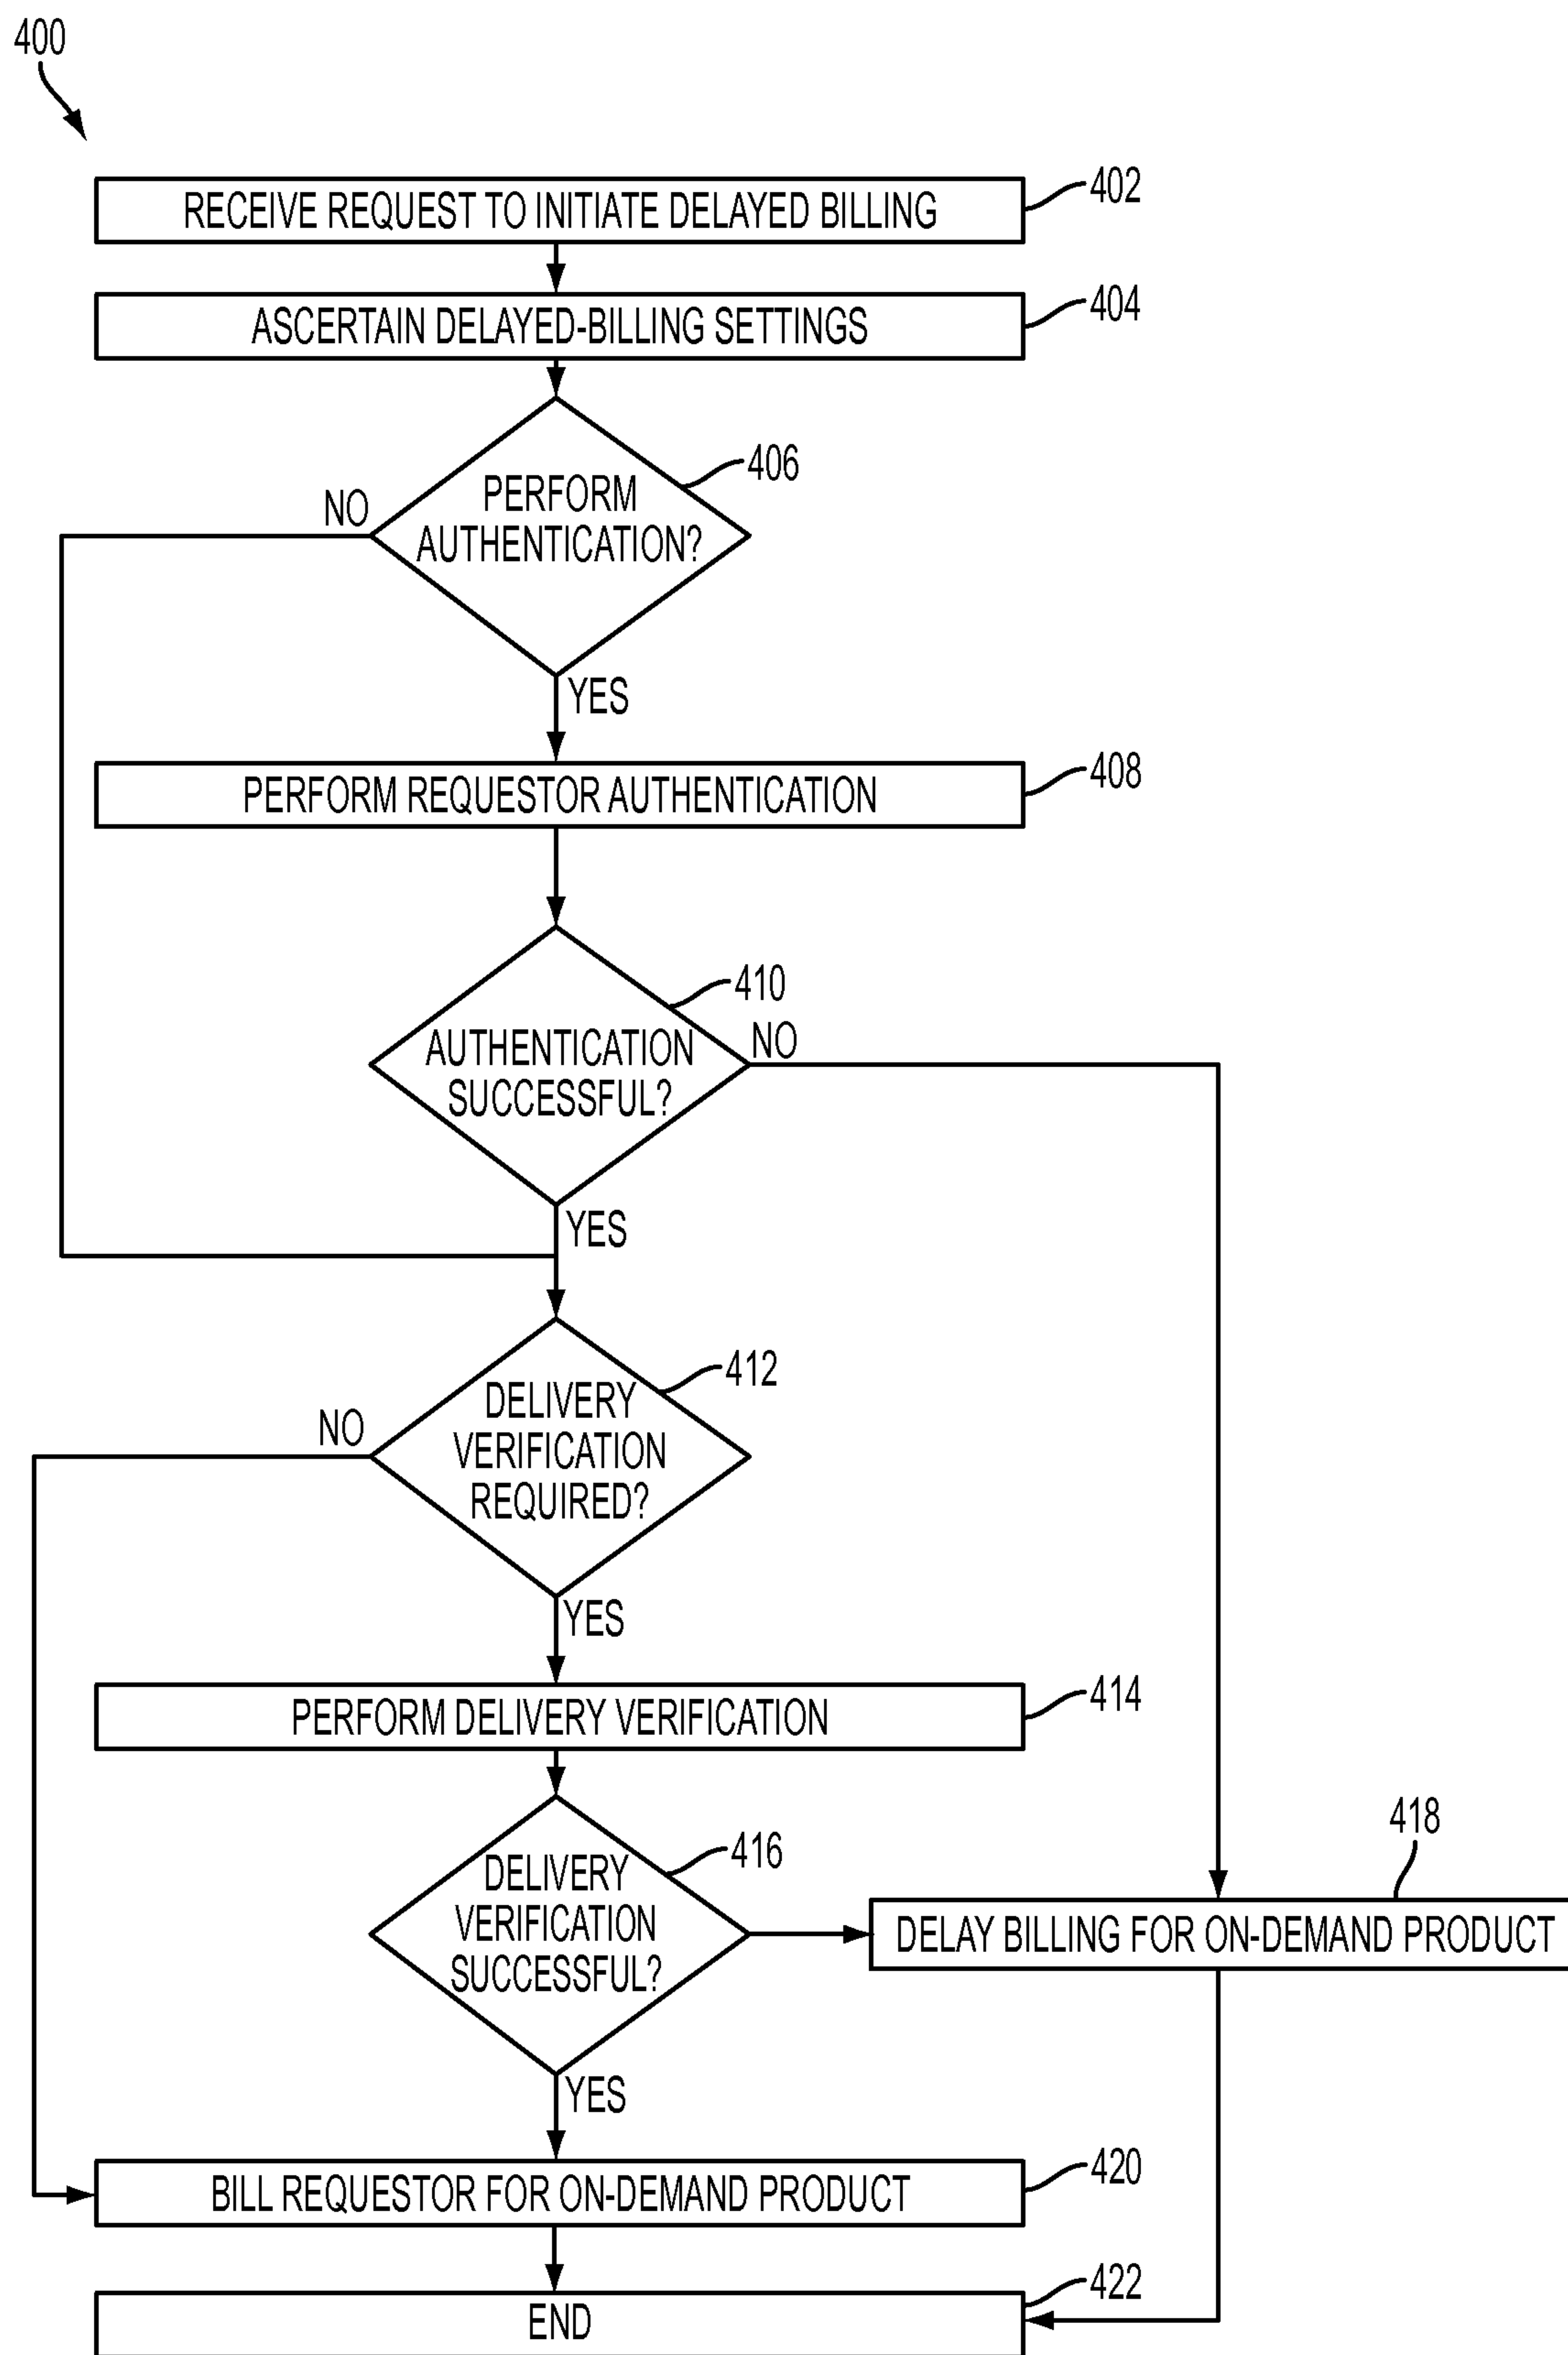 400
RECEIVE REQUEST TO INITIATE DELAYED BILLING
402
ASCERTAIN DELAYED-BILLING SETTINGS
404
406
PERFORM
AUTHENTICATION?
NO
YES
PERFORM REQUESTOR AUTHENTICATION
408
410
AUTHENTICATION
SUCCESSFUL?
NO
YES
412
DELIVERY
VERIFICATION
REQUIRED?
NO
YES
PERFORM DELIVERY VERIFICATION
414
416
DELIVERY
VERIFICATION
SUCCESSFUL?
418
DELAY BILLING FOR ON-DEMAND PRODUCT
YES
BILL REQUESTOR FOR ON-DEMAND PRODUCT
420
END
422